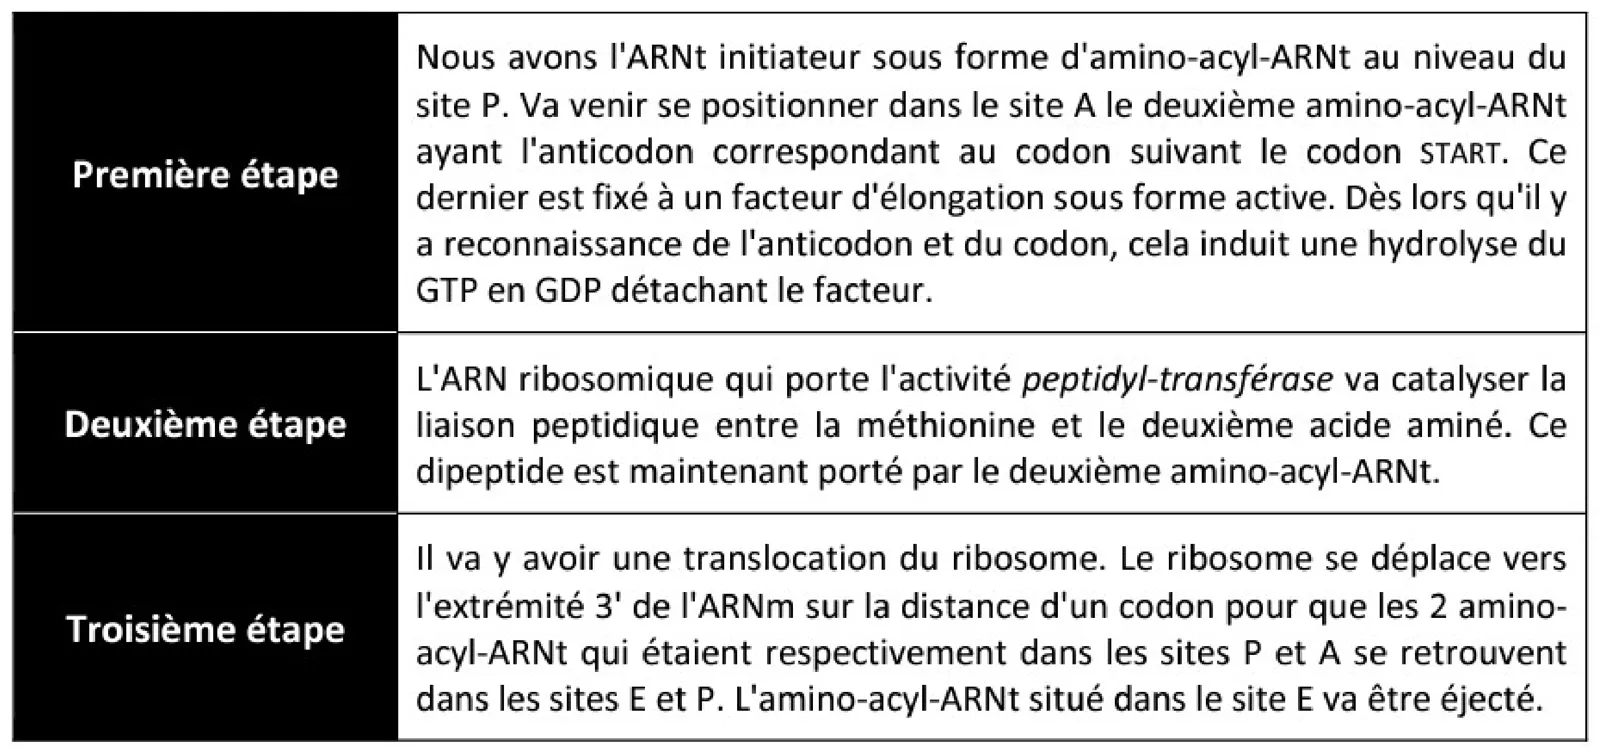 Première étape
Nous avons l'ARNt initiateur sous forme d'amino-acyl-ARNt au niveau du
site P. Va venir se positionner dans le site A le deuxième amino-acyl-ARNt
ayant l'anticodon correspondant au codon suivant le codon START. Ce
dernier est fixé à un facteur d'élongation sous forme active. Dès lors qu'il y
a reconnaissance de l'anticodon et du codon, cela induit une hydrolyse du
GTP en GDP détachant le facteur.
Deuxième étape
L'ARN ribosomique qui porte l'activité peptidyl-transférase va catalyser la
liaison peptidique entre la méthionine et le deuxième acide aminé. Ce
dipeptide est maintenant porté par le deuxième amino-acyl-ARNt.
Troisième étape
Il va y avoir une translocation du ribosome. Le ribosome se déplace vers
l'extrémité 3' de l'ARNm sur la distance d'un codon pour que les 2 amino-
acyl-ARNt qui étaient respectivement dans les sites P et A se retrouvent
dans les sites E et P. L'amino-acyl-ARNt situé dans le site E va être éjecté.